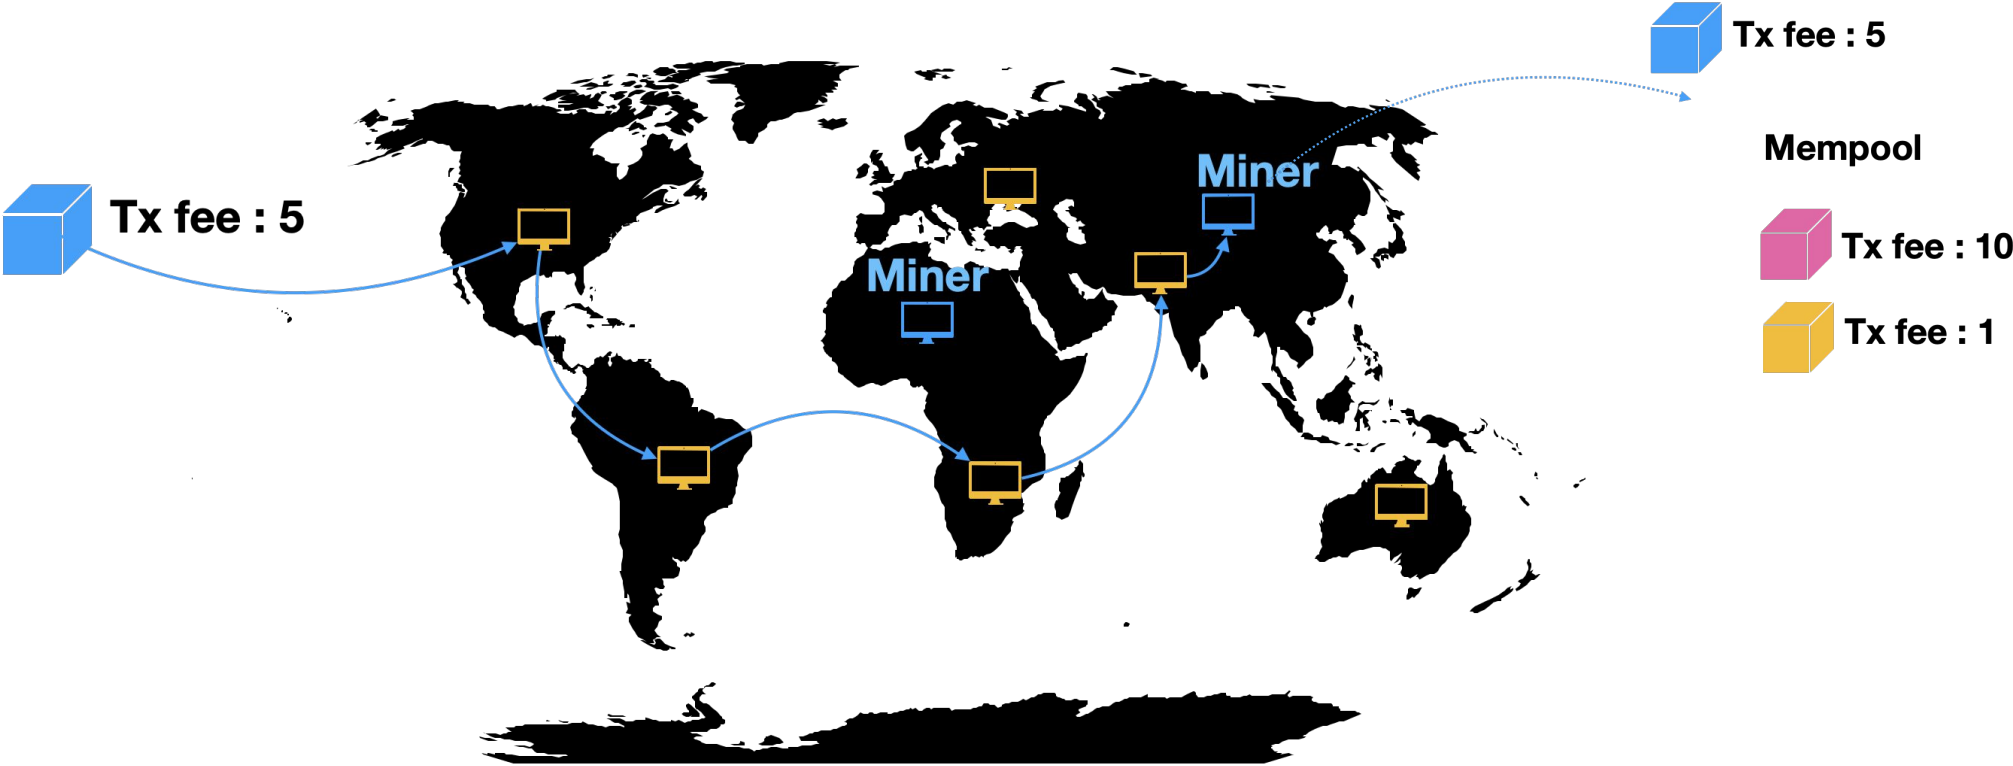 Tx fee : 5
Mempool
Tx fee : 10
Tx fee : 1
Tx fee : 5
Miner
Miner